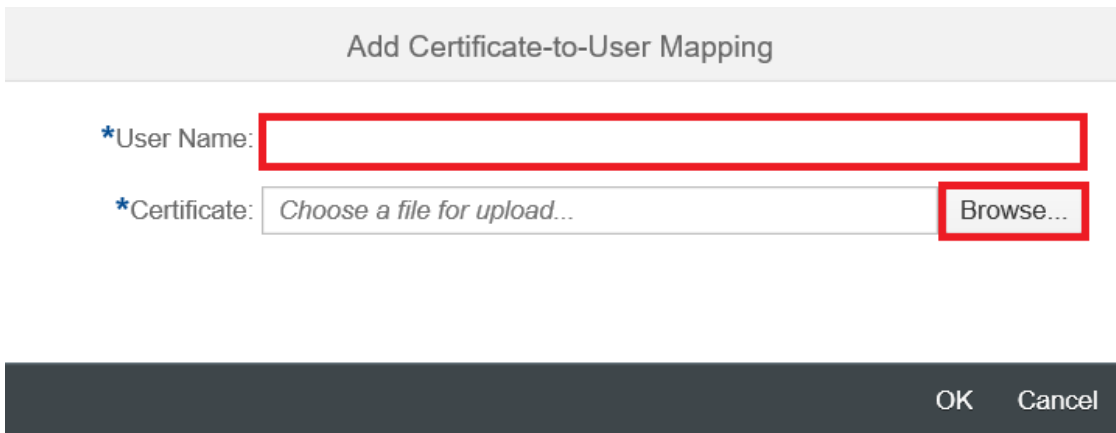 Add Certificate-to-User Mapping
*User Name:
*Certificate: Choose a file for upload... Browse...
OK Cancel